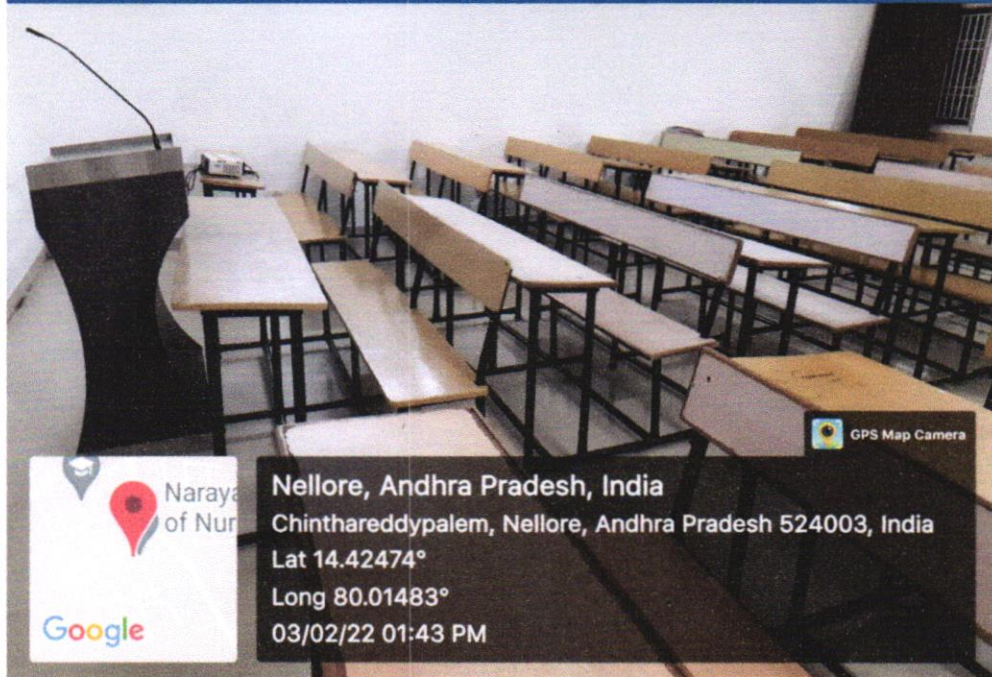 GPS Map Camera
Naraya
of Nur
Google
Nellore, Andhra Pradesh, India
Chinthareddypalem, Nellore, Andhra Pradesh 524003, India
Lat 14.42474°
Long 80.01483°
03/02/22 01:43 PM